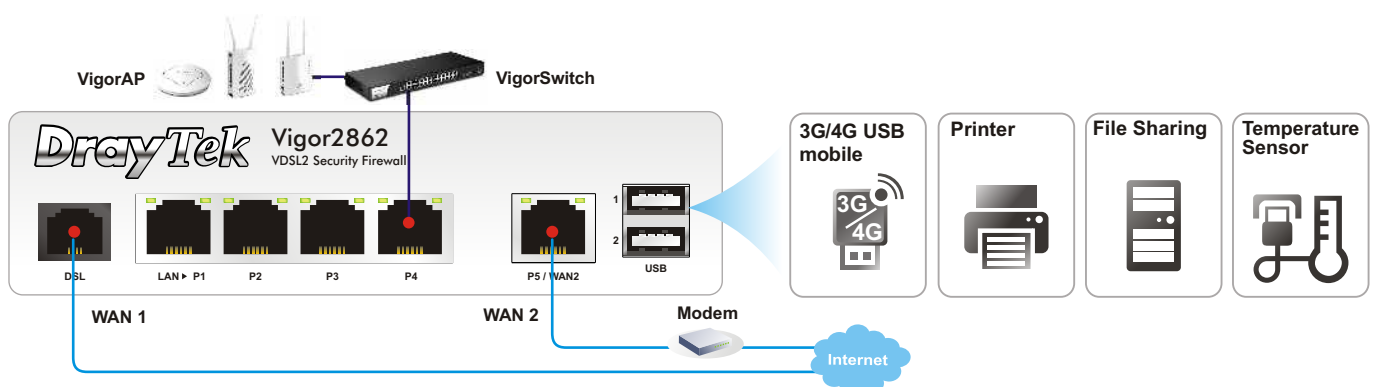 VigorAP
VigorSwitch
DrayTek
Vigor2862
VDSL2 Security Firewall
1
2
USB
DSL
LAN ▶ P1
P2
P3
P4
P5 / WAN2
WAN 1
WAN 2
Modem
Internet
3G/4G USB
mobile
3G
4G
Printer
File Sharing
Temperature
Sensor